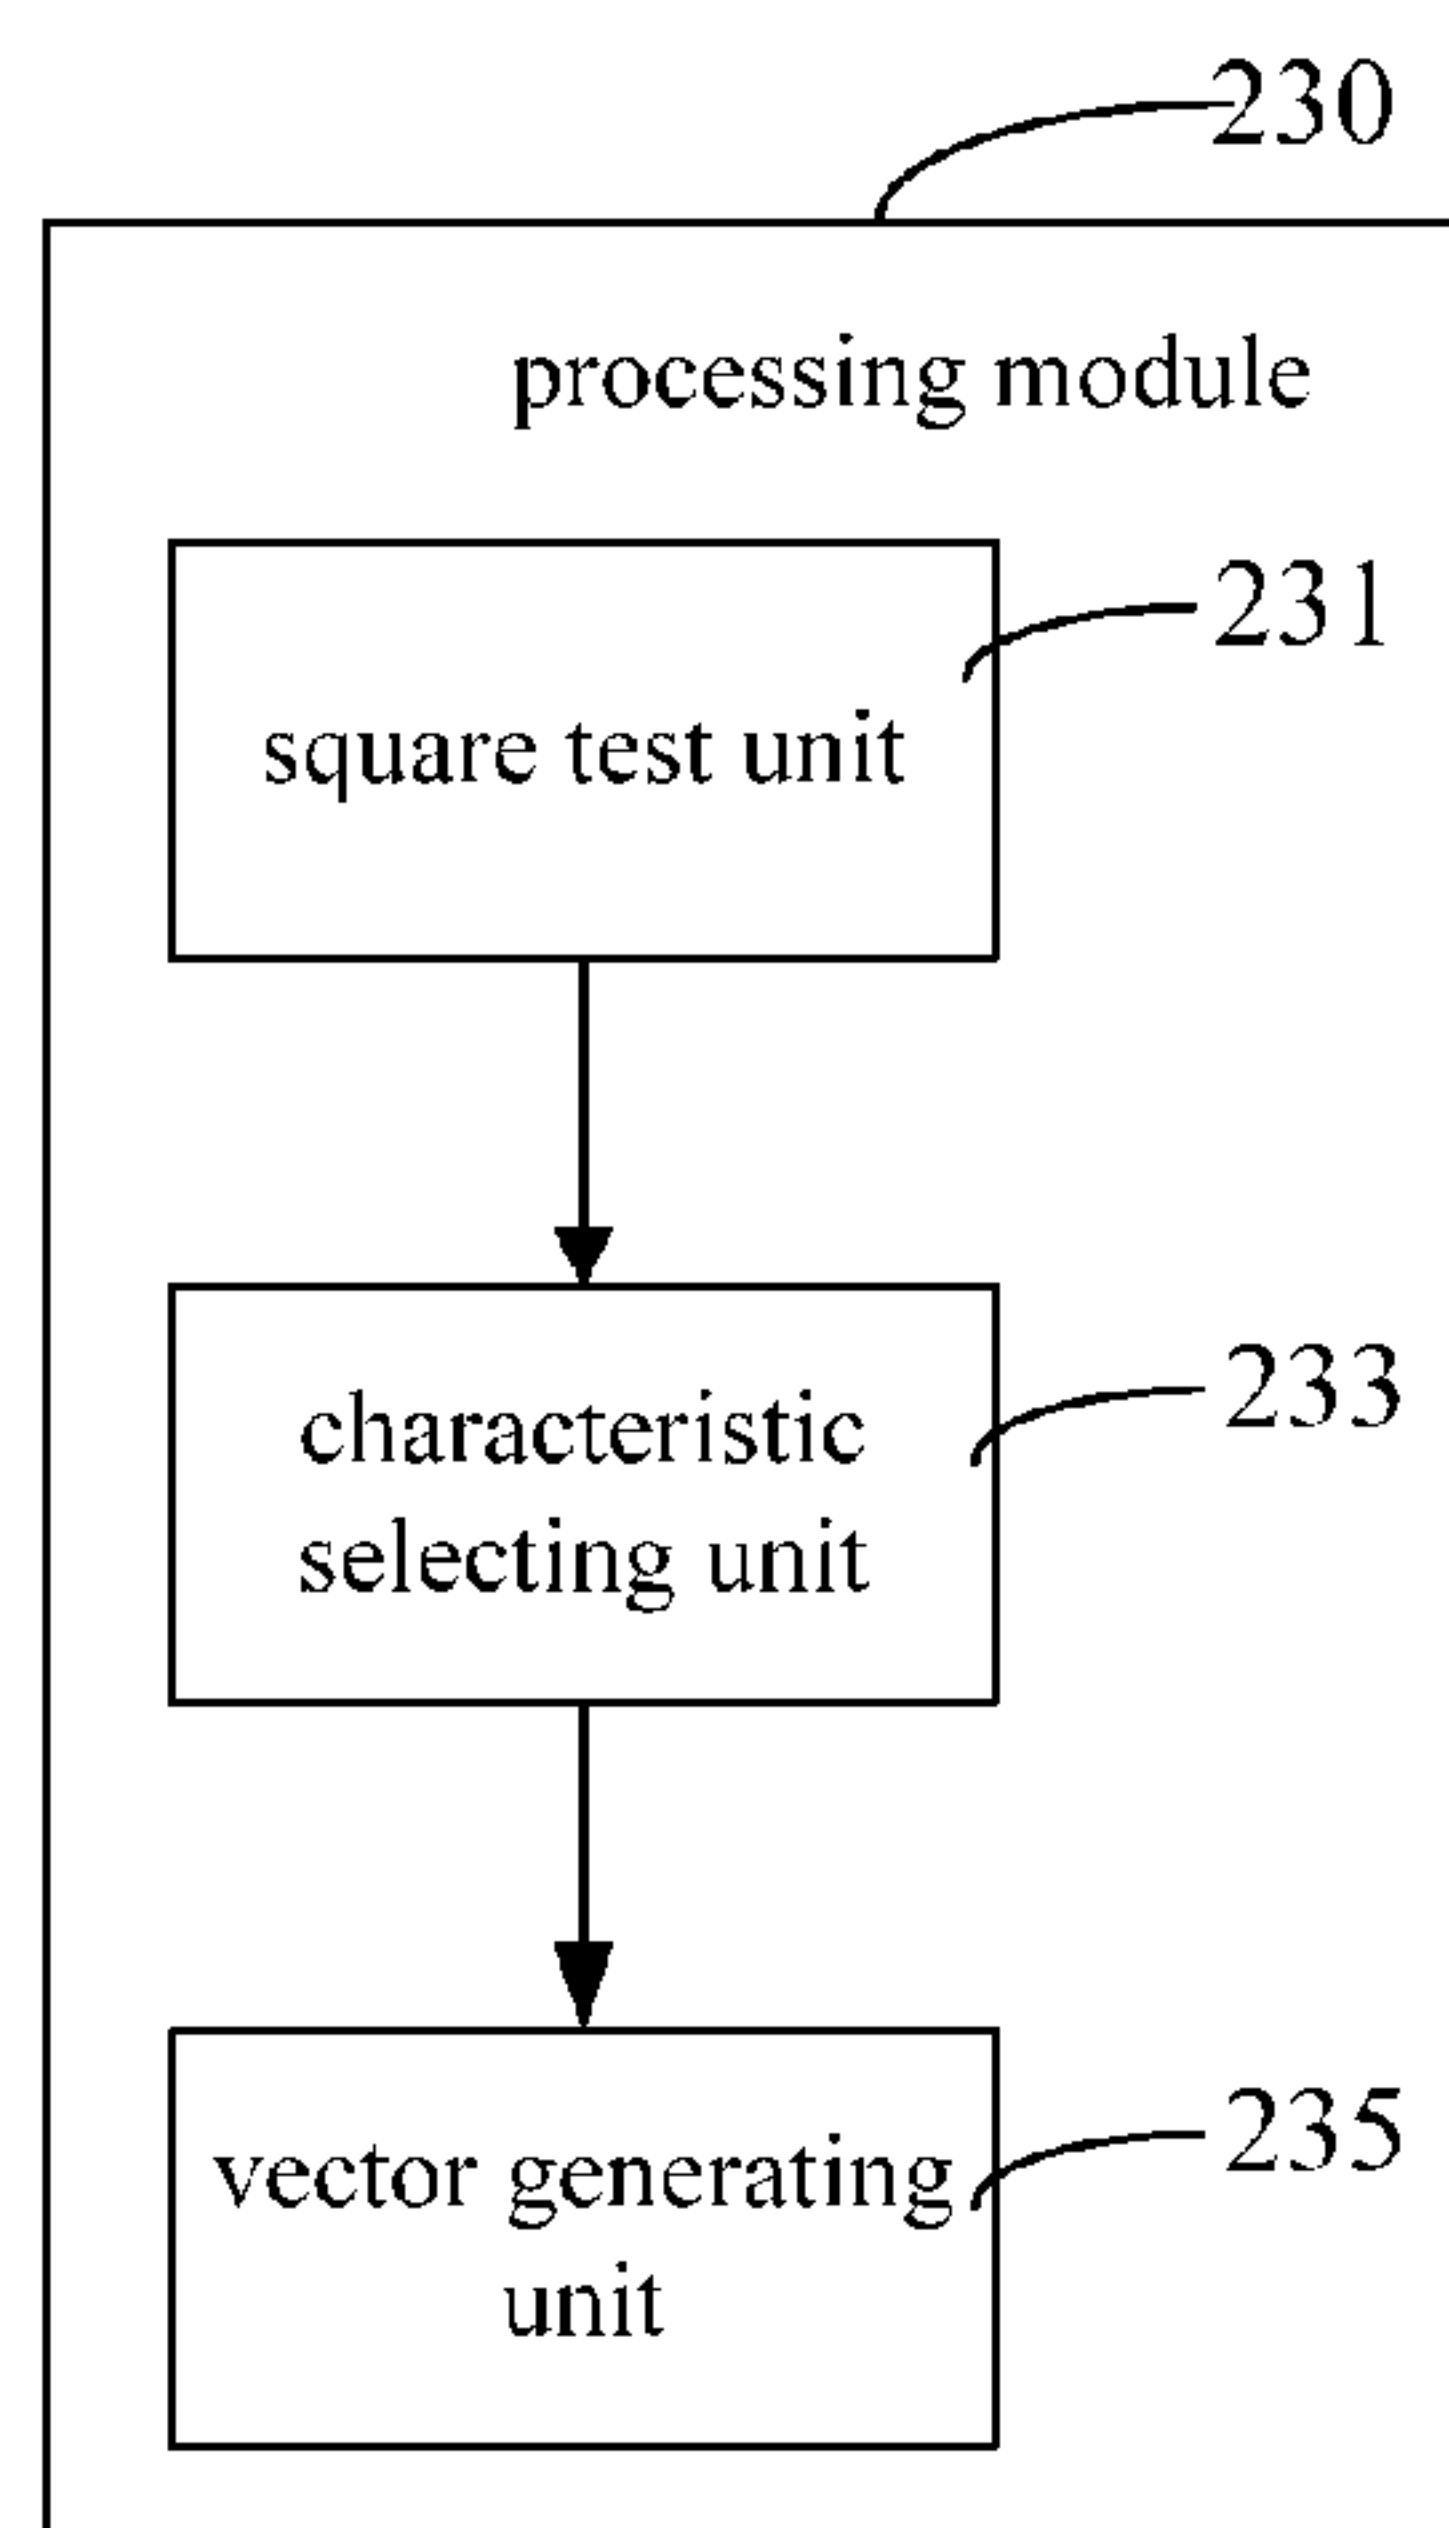 230
processing module
231
square test unit
233
characteristic
selecting unit
235
vector generating
unit